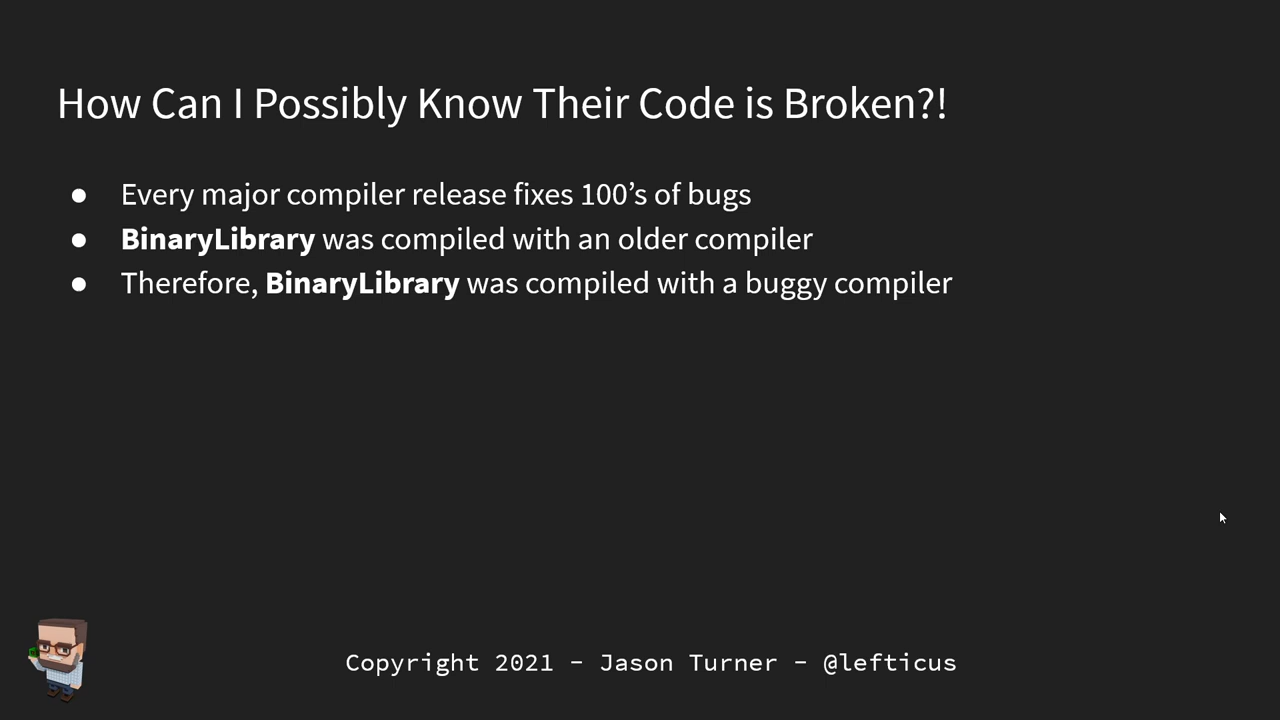 How Can I Possibly Know Their Code is Broken?!
● Every major compiler release fixes 100’s of bugs
● BinaryLibrary was compiled with an older compiler
● Therefore, BinaryLibrary was compiled with a buggy compiler
Copyright 2021 - Jason Turner - @lefticus